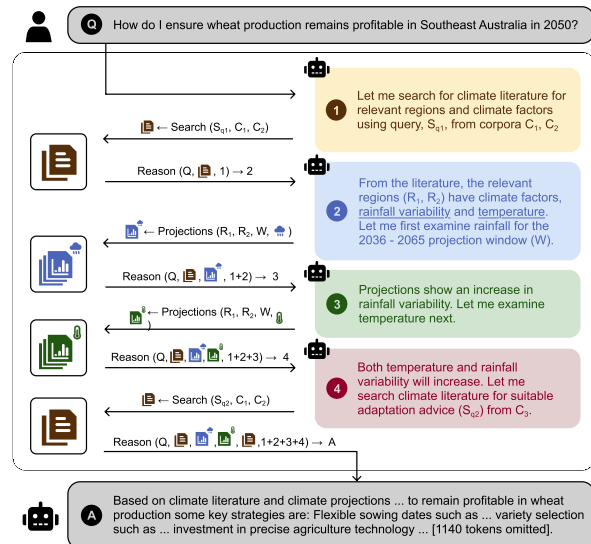 Q How do I ensure wheat production remains profitable in Southeast Australia in 2050?
1
Let me search for climate literature for
relevant regions and climate factors
using query, Sq1, from corpora C1, C2
← Search (Sq1, C1, C2)
Reason (Q, , 1) → 2
2
From the literature, the relevant
regions (R1, R2) have climate factors,
rainfall variability and temperature.
Let me first examine rainfall for the
2036 - 2065 projection window (W).
← Projections (R1, R2, W, )
Reason (Q, , , 1+2) → 3
3
Projections show an increase in
rainfall variability. Let me examine
temperature next.
← Projections (R1, R2, W,
)
Reason (Q, , , , 1+2+3) → 4
4
Both temperature and rainfall
variability will increase. Let me
search climate literature for suitable
adaptation advice (Sq2) from C3.
← Search (Sq2, C1, C2)
Reason (Q, , , , ,1+2+3+4) → A
A
Based on climate literature and climate projections ... to remain profitable in wheat
production some key strategies are: Flexible sowing dates such as ... variety selection
such as ... investment in precise agriculture technology ... [1140 tokens omitted].